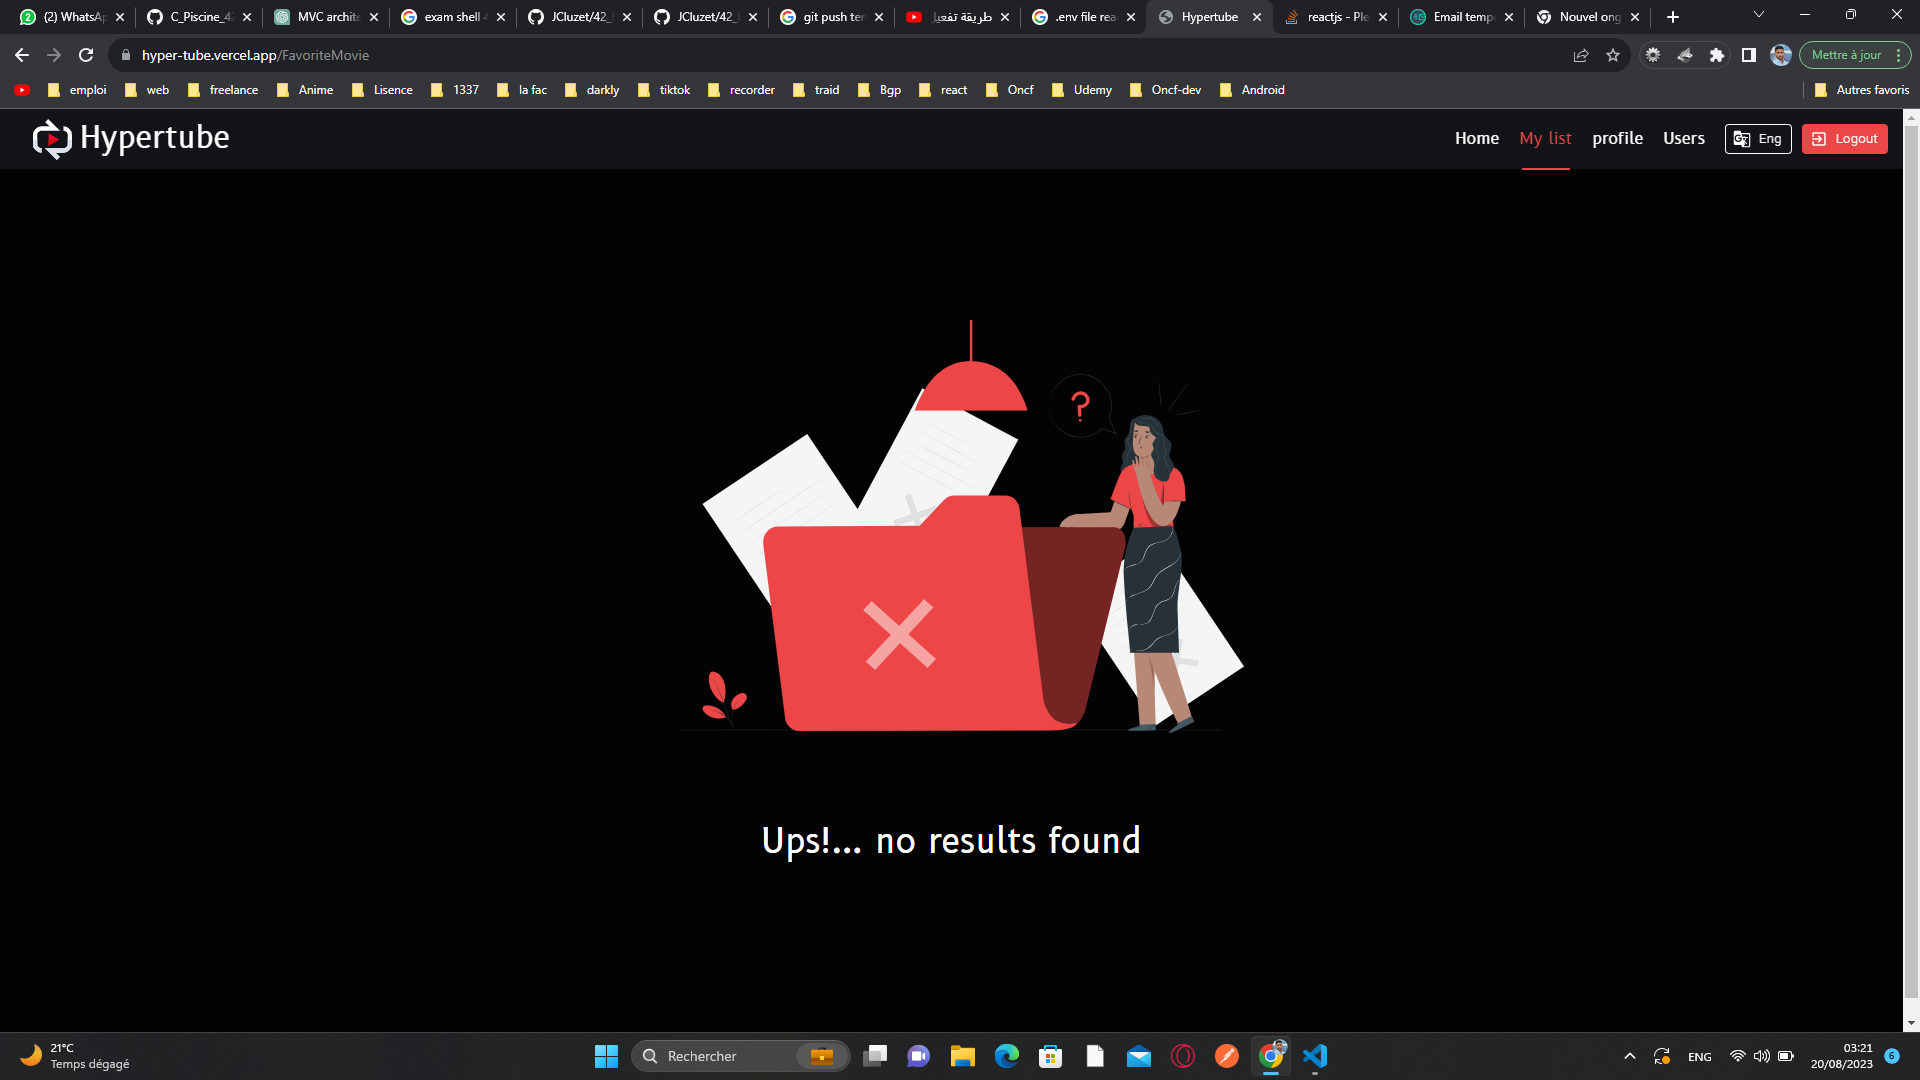 (2) WhatsAp
C_Piscine_42
MVC archite
exam shell 4
JCluzet/42_
JCluzet/42_
git push ter
طريقة تفعيل
.env file rea
Hypertube
reactjs - Ple
Email tempo
Nouvel ong
hyper-tube.vercel.app/FavoriteMovie
Mettre à jour
emploi
web
freelance
Anime
Lisence
1337
la fac
darkly
tiktok
recorder
traid
Bgp
react
Oncf
Udemy
Oncf-dev
Android
Autres favoris
Hypertube
Home
My list
profile
Users
Eng
Logout
?
Ups!... no results found
21°C
Temps dégagé
Rechercher
ENG
03:21
20/08/2023
6